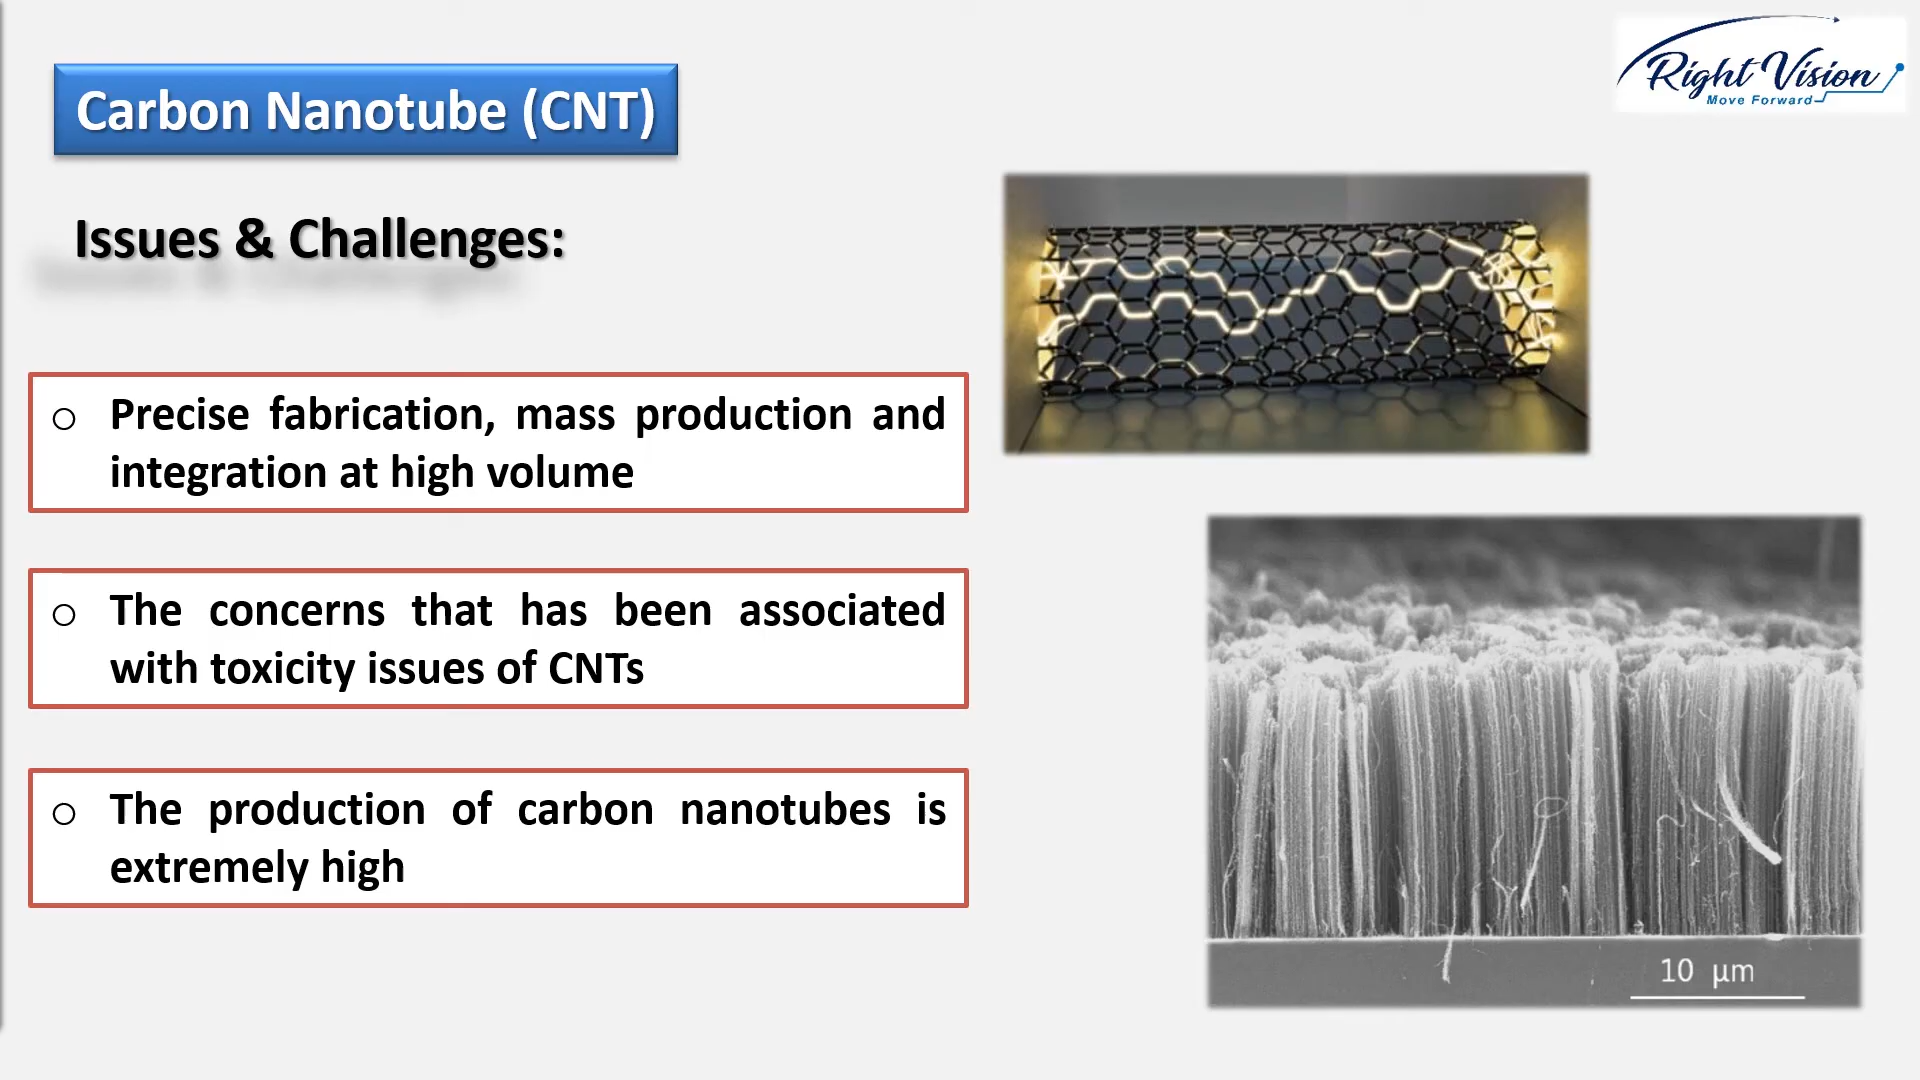 Right Vision
Move Forward
Carbon Nanotube (CNT)
Issues & Challenges:
o Precise fabrication, mass production and
integration at high volume
o The concerns that has been associated
with toxicity issues of CNTs
o The production of carbon nanotubes is
extremely high
10 µm